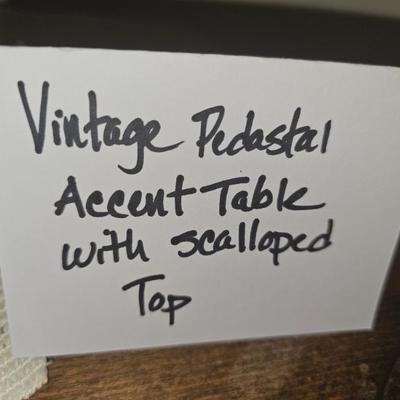 Vintage Pedastal
Accent Table
with scalloped
Top